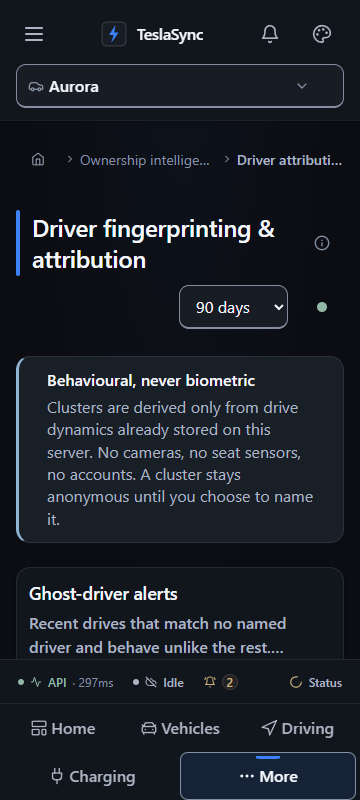 TeslaSync
Aurora
Ownership intellige... Driver attributi...
Driver fingerprinting &
attribution
90 days
Behavioural, never biometric
Clusters are derived only from drive
dynamics already stored on this
server. No cameras, no seat sensors,
no accounts. A cluster stays
anonymous until you choose to name
it.
Ghost-driver alerts
Recent drives that match no named
driver and behave unlike the rest....
API · 297ms Idle 2 Status
Home Vehicles Driving
Charging More